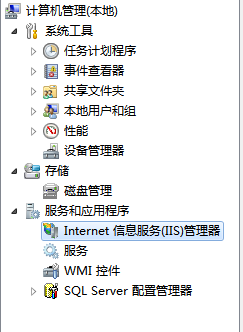 计算机管理(本地)
系统工具
任务计划程序
事件查看器
共享文件夹
本地用户和组
性能
设备管理器
存储
磁盘管理
服务和应用程序
Internet 信息服务(IIS)管理器
服务
WMI 控件
SQL Server 配置管理器